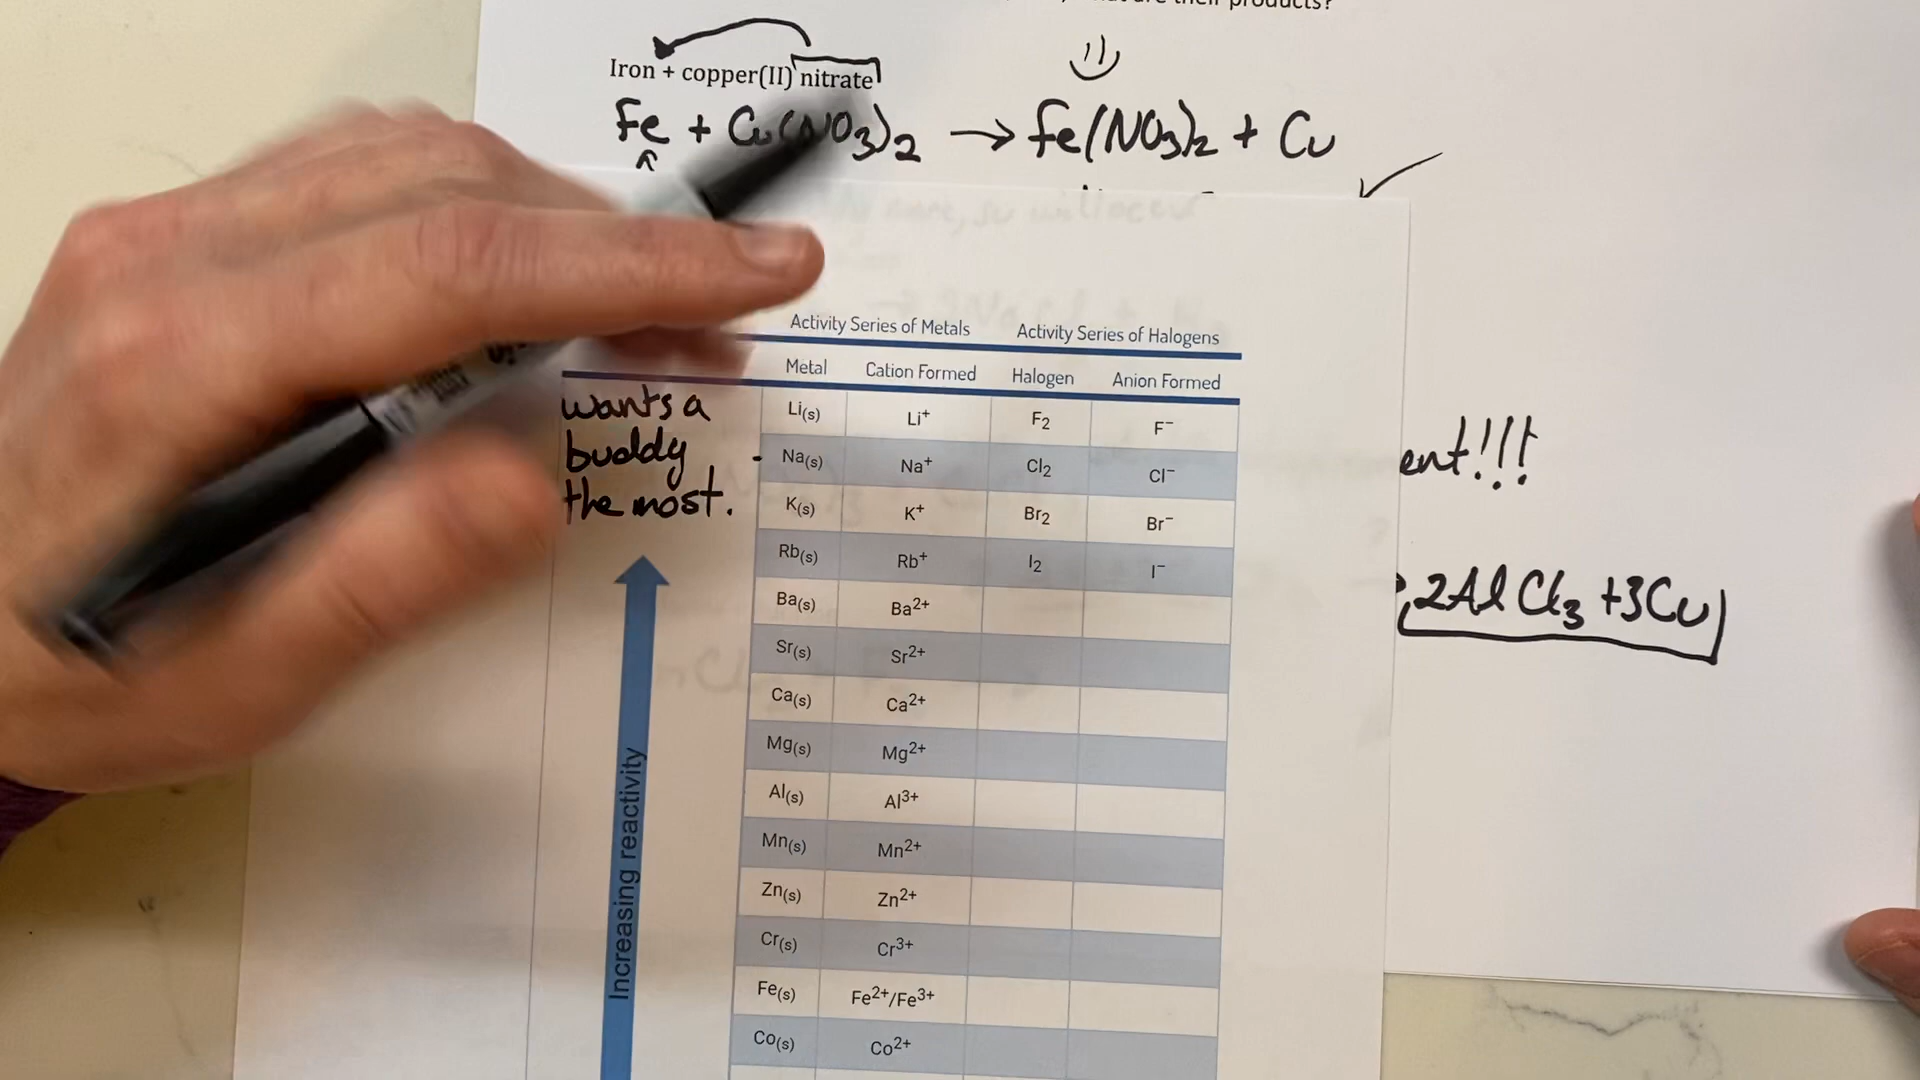 are their products?
Iron + copper(II) nitrate
Fe + Cu(NO3)2 → Fe(NO3)2 + Cu
Activity Series of Metals Activity Series of Halogens
Metal Cation Formed Halogen Anion Formed
wants a
buddy
the most.
Li(s) Li+ F2 F−
Na(s) Na+ Cl2 Cl−
K(s) K+ Br2 Br−
Rb(s) Rb+ I2 I−
Ba(s) Ba2+
Sr(s) Sr2+
Ca(s) Ca2+
Mg(s) Mg2+
Al(s) Al3+
Mn(s) Mn2+
Zn(s) Zn2+
Cr(s) Cr3+
Fe(s) Fe2+/Fe3+
Co(s) Co2+
Increasing reactivity
ent!!!
2AlCl3 + 3Cu